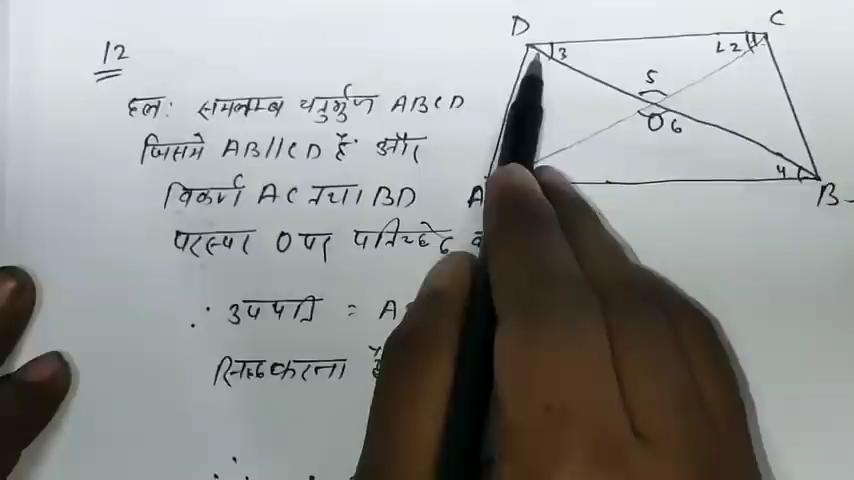 12
हल: समलम्ब चतुर्भुज ABCD
जिसमे AB//CD हैं और
विकर्ण AC तथा BD
परस्पर O पर प्रतिच्छेद
∴ उपपत्ति = A
सिद्ध करना
D
C
3
2
5
O 6
4
A
B